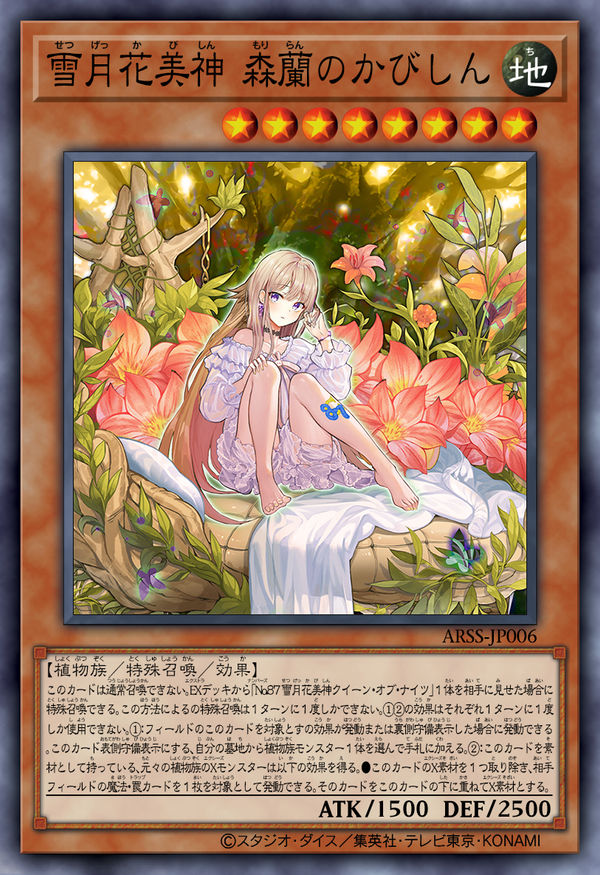 雪月花美神 森蘭のかびしん
地
87
ARSS-JP006
【植物族／特殊召喚／効果】
このカードは通常召喚できない。EXデッキから「No87雪月花美神クイーン・オブ・ナイツ」1体を相手に見せた場合に
特殊召喚できる。この方法によるの特殊召喚は1ターンに1度しかできない。①②の効果はそれぞれ1ターンに1度
しか使用できない。①：フィールドのこのカードを対象とすの効果が発動または裏側守備表示した場合に発動できる
。このカード表側守備表示にする、自分の墓地から植物族モンスター1体を選んで手札に加える。②：このカードを素
材として持っている、元々の植物族のXモンスターは以下の効果を得る。●このカードのX素材を1つ取り除き、相手
フィールドの魔法・罠カードを1枚を対象として発動できる。そのカードをこのカードの下に重ねてX素材とする。
ATK/1500 DEF/2500
©スタジオ・ダイス／集英社・テレビ東京・KONAMI